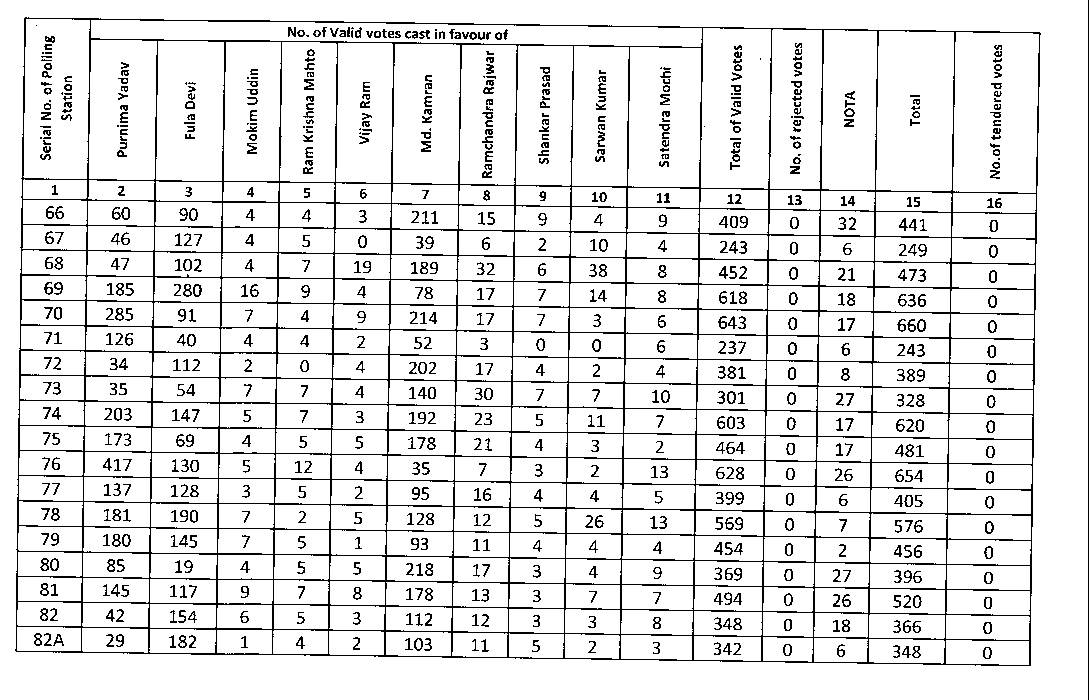 No. of Valid votes cast in favour of
Serial No. of Polling Station | Purnima Yadav | Fula Devi | Mokim Uddin | Ram Krishna Mahto | Vijay Ram | Md. Kamran | Ramchandra Rajwar | Shankar Prasad | Sarwan Kumar | Satendra Mochi | Total of Valid Votes | No. of rejected votes | NOTA | Total | No.of tendered votes
1 2 3 4 5 6 7 8 9 10 11 12 13 14 15 16
66 60 90 4 4 3 211 15 9 4 9 409 0 32 441 0
67 46 127 4 5 0 39 6 2 10 4 243 0 6 249 0
68 47 102 4 7 19 189 32 6 38 8 452 0 21 473 0
69 185 280 16 9 4 78 17 7 14 8 618 0 18 636 0
70 285 91 7 4 9 214 17 7 3 6 643 0 17 660 0
71 126 40 4 4 2 52 3 0 0 6 237 0 6 243 0
72 34 112 2 0 4 202 17 4 2 4 381 0 8 389 0
73 35 54 7 7 4 140 30 7 7 10 301 0 27 328 0
74 203 147 5 7 3 192 23 5 11 7 603 0 17 620 0
75 173 69 4 5 5 178 21 4 3 2 464 0 17 481 0
76 417 130 5 12 4 35 7 3 2 13 628 0 26 654 0
77 137 128 3 5 2 95 16 4 4 5 399 0 6 405 0
78 181 190 7 2 5 128 12 5 26 13 569 0 7 576 0
79 180 145 7 5 1 93 11 4 4 4 454 0 2 456 0
80 85 19 4 5 5 218 17 3 4 9 369 0 27 396 0
81 145 117 9 7 8 178 13 3 7 7 494 0 26 520 0
82 42 154 6 5 3 112 12 3 3 8 348 0 18 366 0
82A 29 182 1 4 2 103 11 5 2 3 342 0 6 348 0